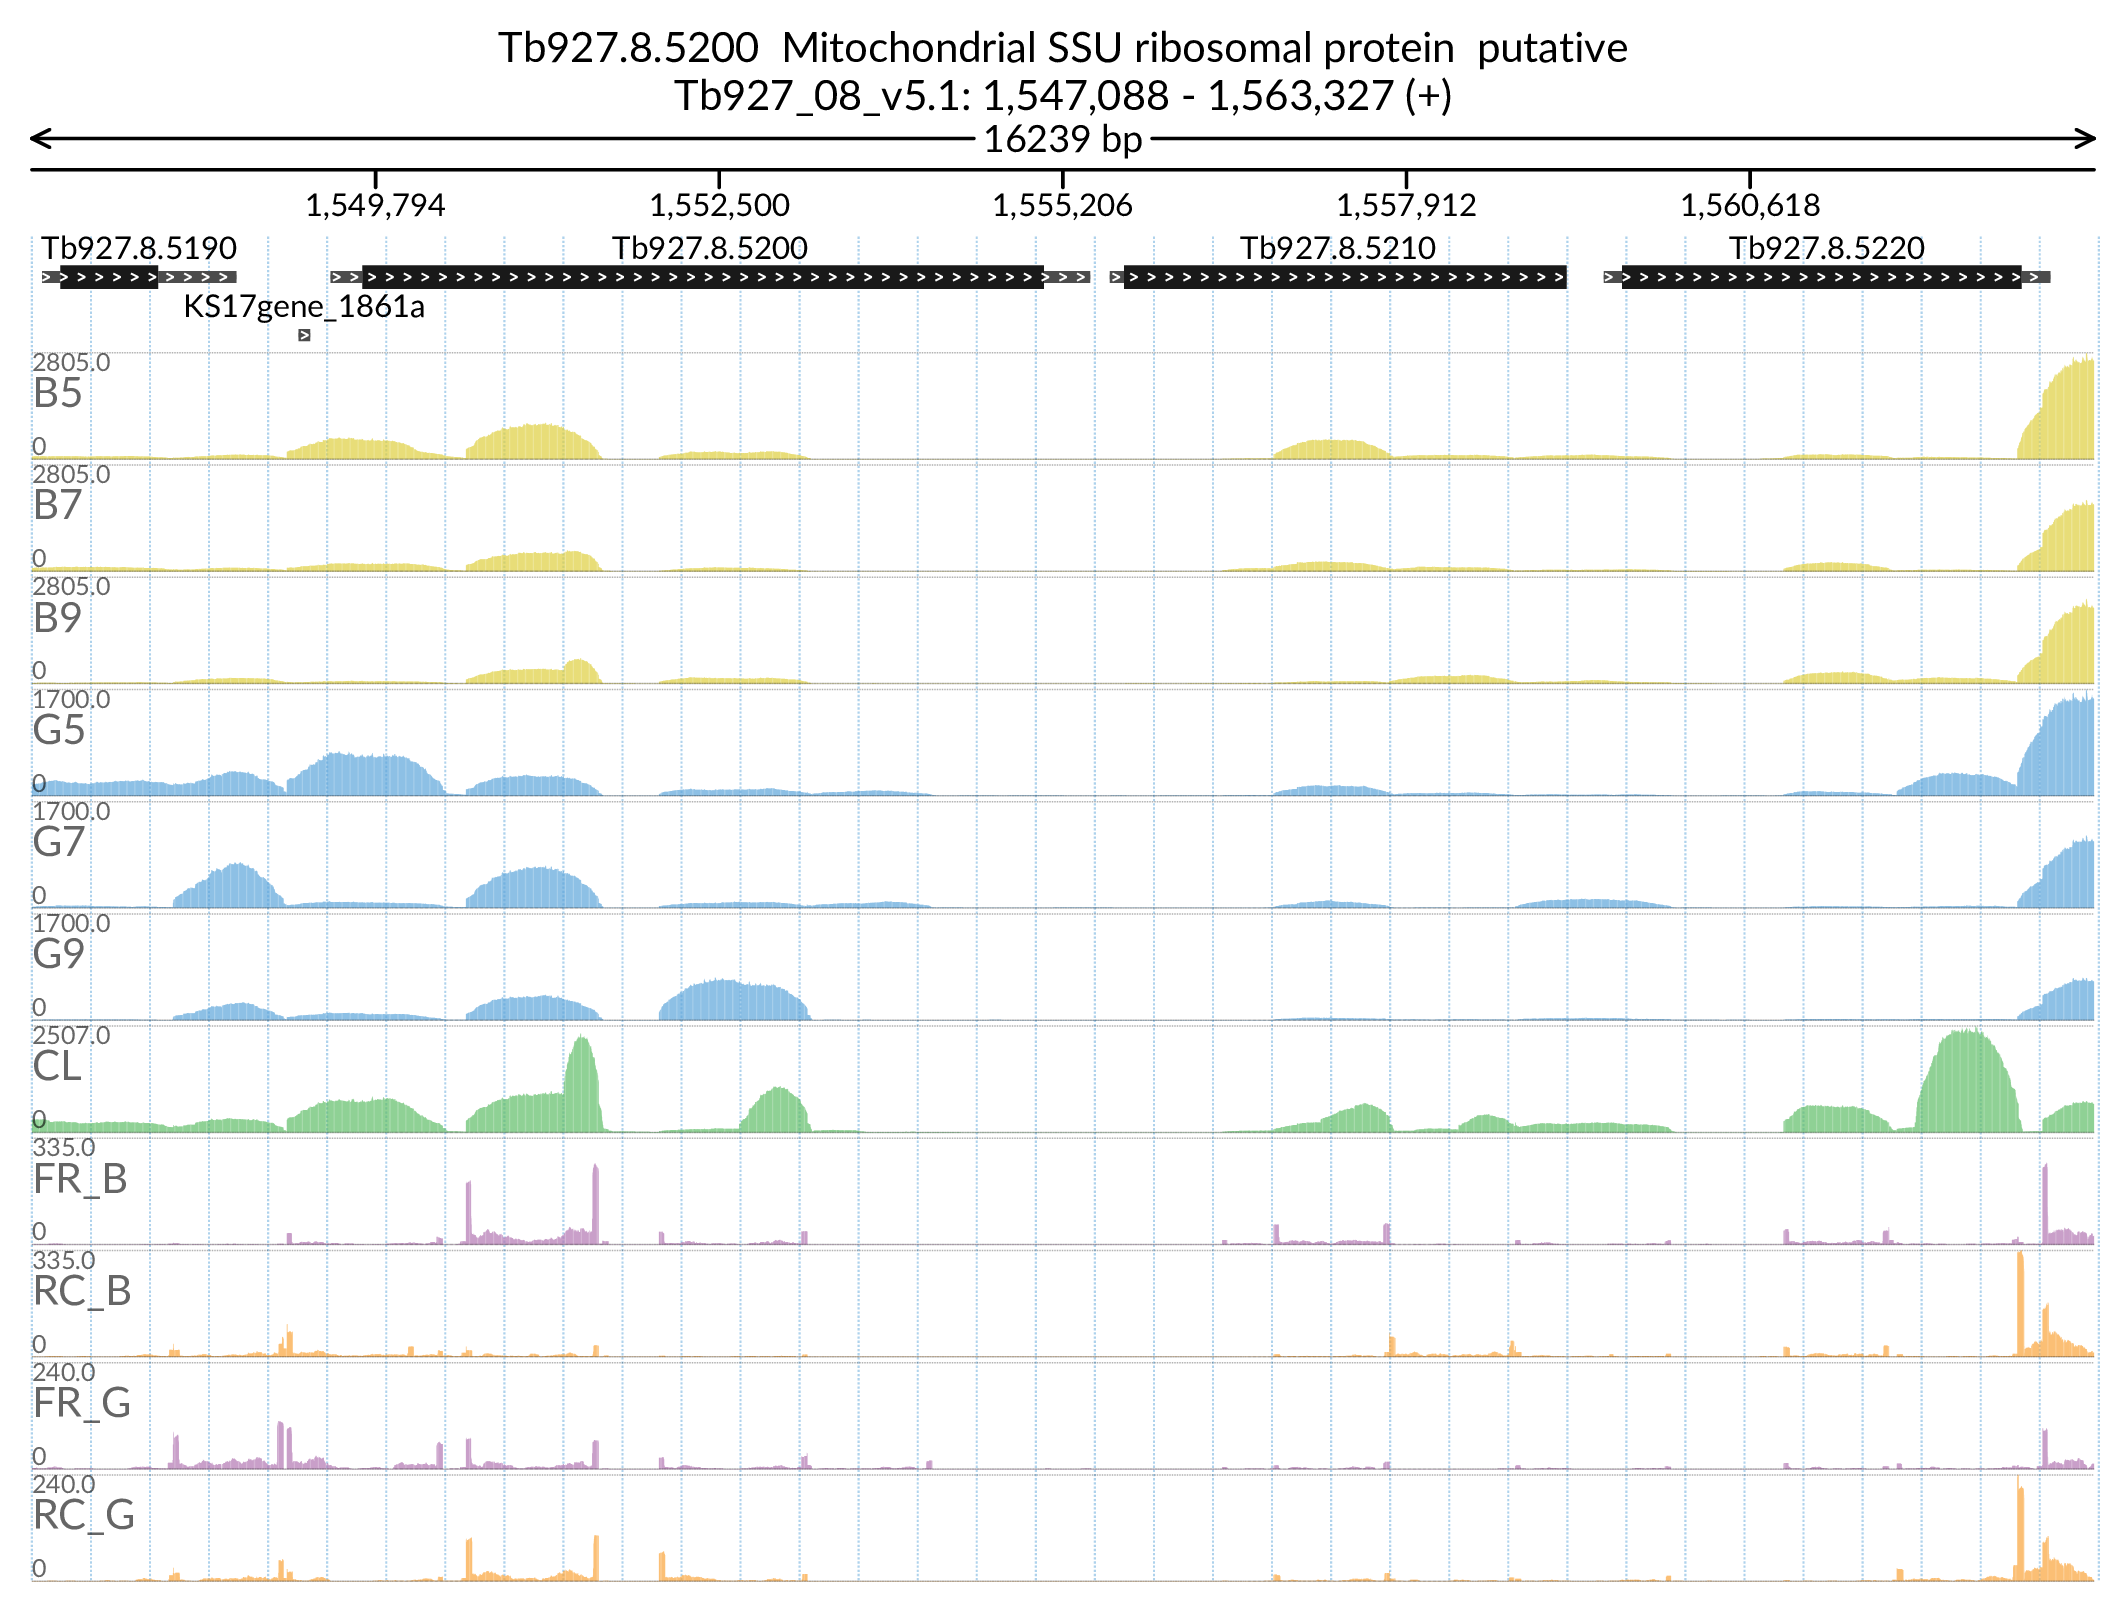 Tb927.8.5200  Mitochondrial SSU ribosomal protein  putative
Tb927_08_v5.1: 1,547,088 - 1,563,327 (+)
16239 bp
1,549,794 1,552,500 1,555,206 1,557,912 1,560,618
Tb927.8.5190 Tb927.8.5200 Tb927.8.5210 Tb927.8.5220
KS17gene_1861a
2805.0
B5
0
2805.0
B7
0
2805.0
B9
0
1700.0
G5
0
1700.0
G7
0
1700.0
G9
0
2507.0
CL
0
335.0
FR_B
0
335.0
RC_B
0
240.0
FR_G
0
240.0
RC_G
0